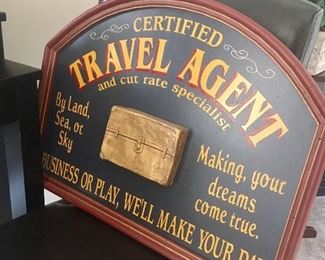 CERTIFIED
TRAVEL AGENT
and cut rate specialist
By Land,
Sea, or
Sky
Making, your
dreams
come true.
BUSINESS OR PLAY, WE'LL MAKE YOUR